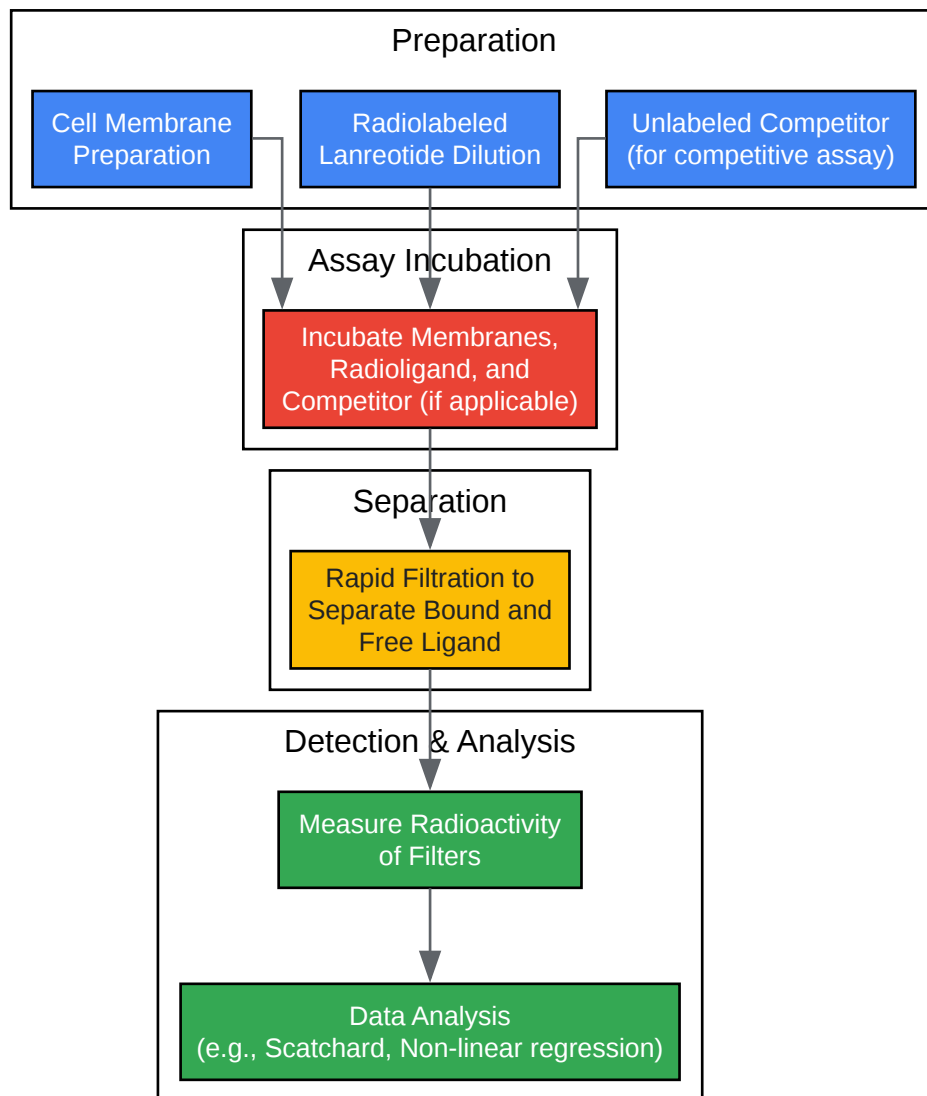 Preparation
Cell Membrane
Preparation
Radiolabeled
Lanreotide Dilution
Unlabeled Competitor
(for competitive assay)
Assay Incubation
Incubate Membranes,
Radioligand, and
Competitor (if applicable)
Separation
Rapid Filtration to
Separate Bound and
Free Ligand
Detection & Analysis
Measure Radioactivity
of Filters
Data Analysis
(e.g., Scatchard, Non-linear regression)